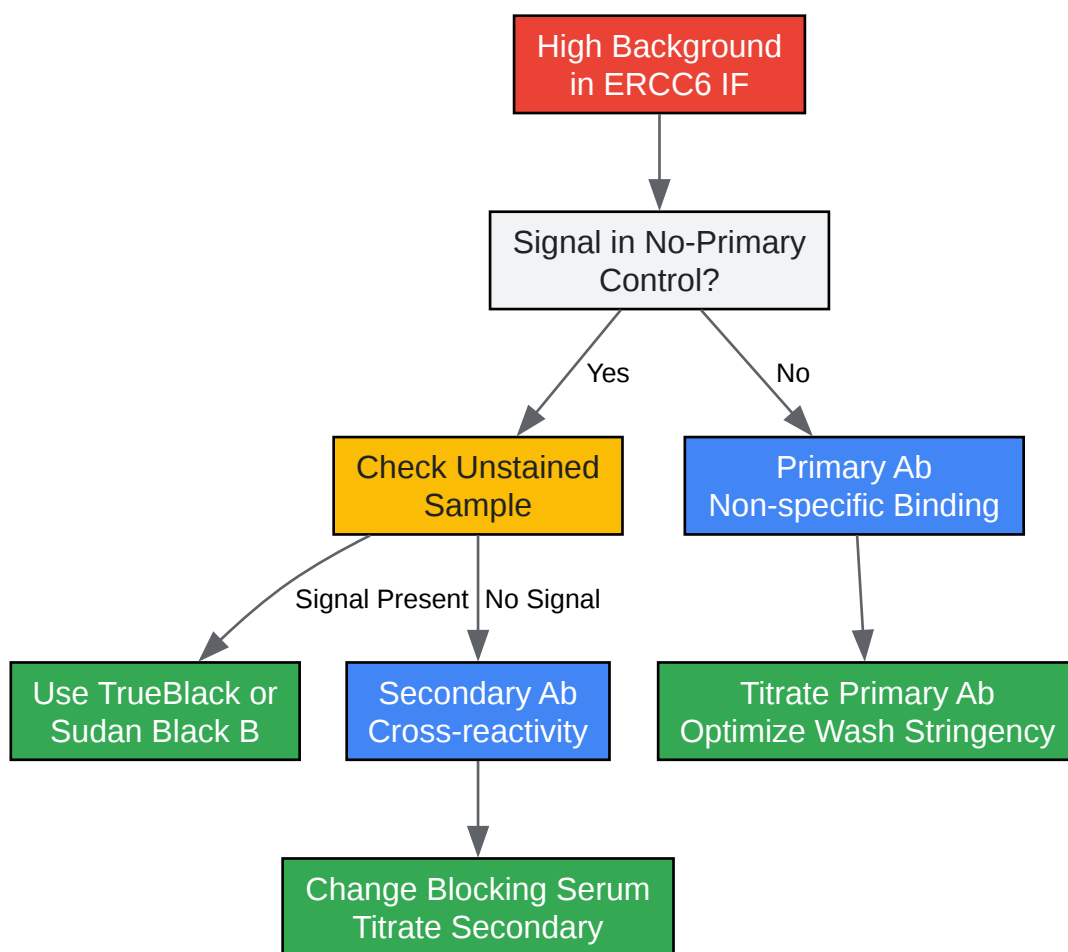 High Background
in ERCC6 IF
Signal in No-Primary
Control?
Yes
No
Check Unstained
Sample
Primary Ab
Non-specific Binding
Signal Present
No Signal
Use TrueBlack or
Sudan Black B
Secondary Ab
Cross-reactivity
Titrate Primary Ab
Optimize Wash Stringency
Change Blocking Serum
Titrate Secondary